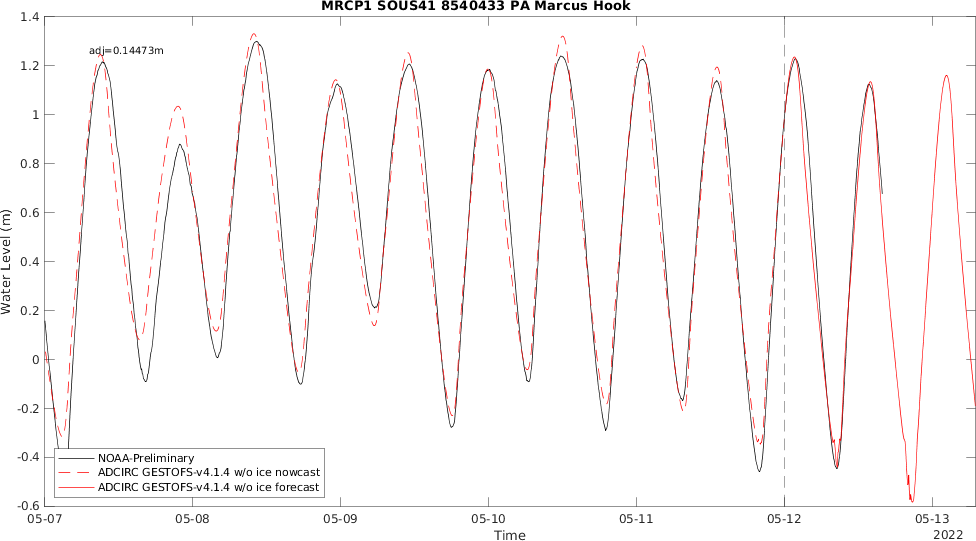 MRCP1 SOUS41 8540433 PA Marcus Hook
adj=0.14473m
1.4
1.2
1
0.8
0.6
0.4
0.2
0
-0.2
-0.4
-0.6
Water Level (m)
NOAA-Preliminary
ADCIRC GESTOFS-v4.1.4 w/o ice nowcast
ADCIRC GESTOFS-v4.1.4 w/o ice forecast
05-07 05-08 05-09 05-10 05-11 05-12 05-13
Time
2022